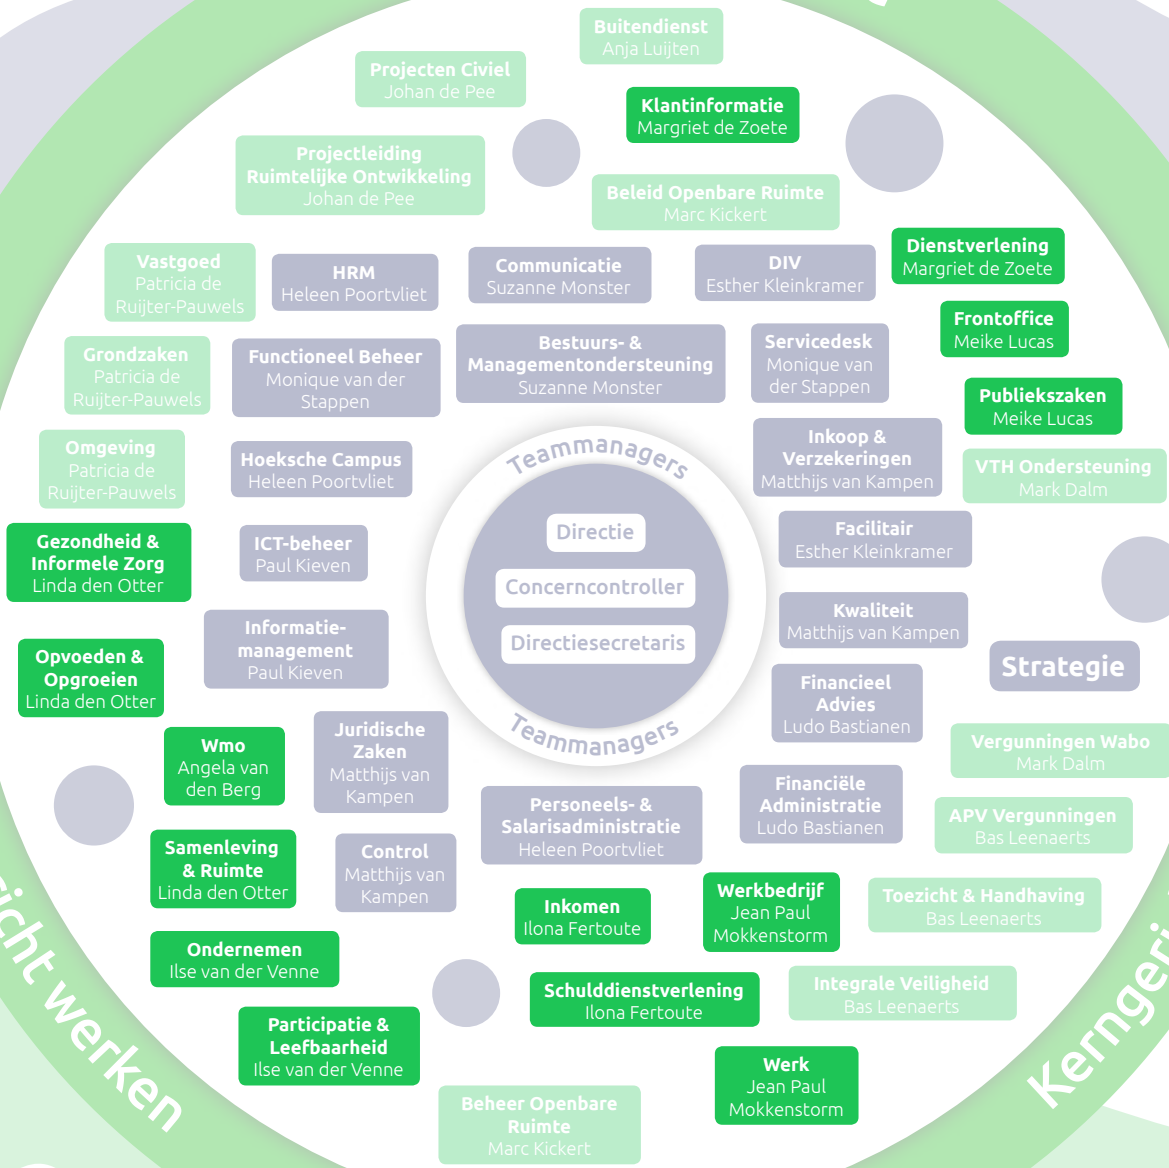 Buitendienst
Anja Luijten
Projecten Civiel
Johan de Pee
Klantinformatie
Margriet de Zoete
Projectleiding
Ruimtelijke Ontwikkeling
Johan de Pee
Beleid Openbare Ruimte
Marc Kickert
Dienstverlening
Margriet de Zoete
Vastgoed
Patricia de
Ruijter-Pauwels
HRM
Heleen Poortvliet
Communicatie
Suzanne Monster
DIV
Esther Kleinkramer
Frontoffice
Meike Lucas
Grondzaken
Patricia de
Ruijter-Pauwels
Functioneel Beheer
Monique van der
Stappen
Bestuurs- &
Managementondersteuning
Suzanne Monster
Servicedesk
Monique van
der Stappen
Publiekszaken
Meike Lucas
Omgeving
Patricia de
Ruijter-Pauwels
Hoeksche Campus
Heleen Poortvliet
Teammanagers
Inkoop &
Verzekeringen
Matthijs van Kampen
VTH Ondersteuning
Mark Dalm
Gezondheid &
Informele Zorg
Linda den Otter
ICT-beheer
Paul Kieven
Directie
Concerncontroller
Directiesecretaris
Facilitair
Esther Kleinkramer
Kwaliteit
Matthijs van Kampen
Opvoeden &
Opgroeien
Linda den Otter
Informatie-
management
Paul Kieven
Strategie
Financieel
Advies
Ludo Bastianen
Teammanagers
Wmo
Angela van
den Berg
Juridische
Zaken
Matthijs van
Kampen
Vergunningen Wabo
Mark Dalm
Personeels- &
Salarisadministratie
Heleen Poortvliet
Financiële
Administratie
Ludo Bastianen
APV Vergunningen
Bas Leenaerts
Samenleving
& Ruimte
Linda den Otter
Control
Matthijs van
Kampen
Inkomen
Ilona Fertoute
Werkbedrijf
Jean Paul
Mokkenstorm
Toezicht & Handhaving
Bas Leenaerts
Ondernemen
Ilse van der Venne
Schulddienstverlening
Ilona Fertoute
Integrale Veiligheid
Bas Leenaerts
Participatie &
Leefbaarheid
Ilse van der Venne
Werk
Jean Paul
Mokkenstorm
Beheer Openbare
Ruimte
Marc Kickert
werken